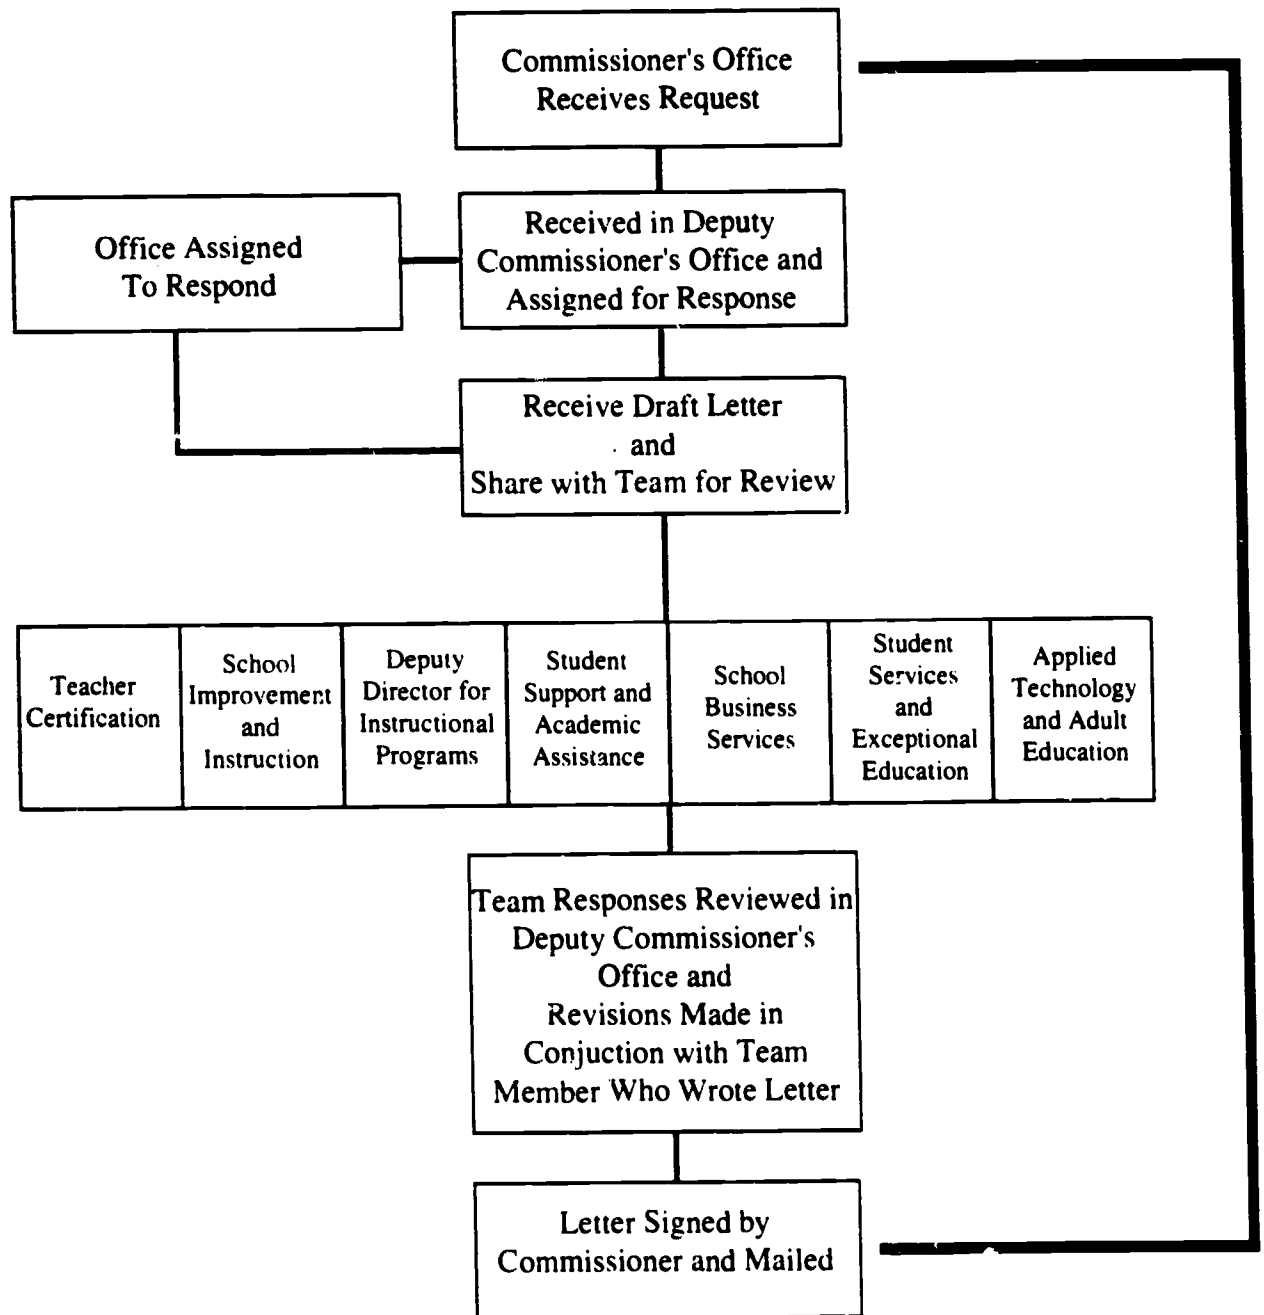 Commissioner's Office
Receives Request
Received in Deputy
Commissioner's Office and
Assigned for Response
Office Assigned
To Respond
Receive Draft Letter
and
Share with Team for Review
Teacher
Certification
School
Improvement
and
Instruction
Deputy
Director for
Instructional
Programs
Student
Support and
Academic
Assistance
School
Business
Services
Student
Services
and
Exceptional
Education
Applied
Technology
and Adult
Education
Team Responses Reviewed in
Deputy Commissioner's
Office and
Revisions Made in
Conjuction with Team
Member Who Wrote Letter
Letter Signed by
Commissioner and Mailed